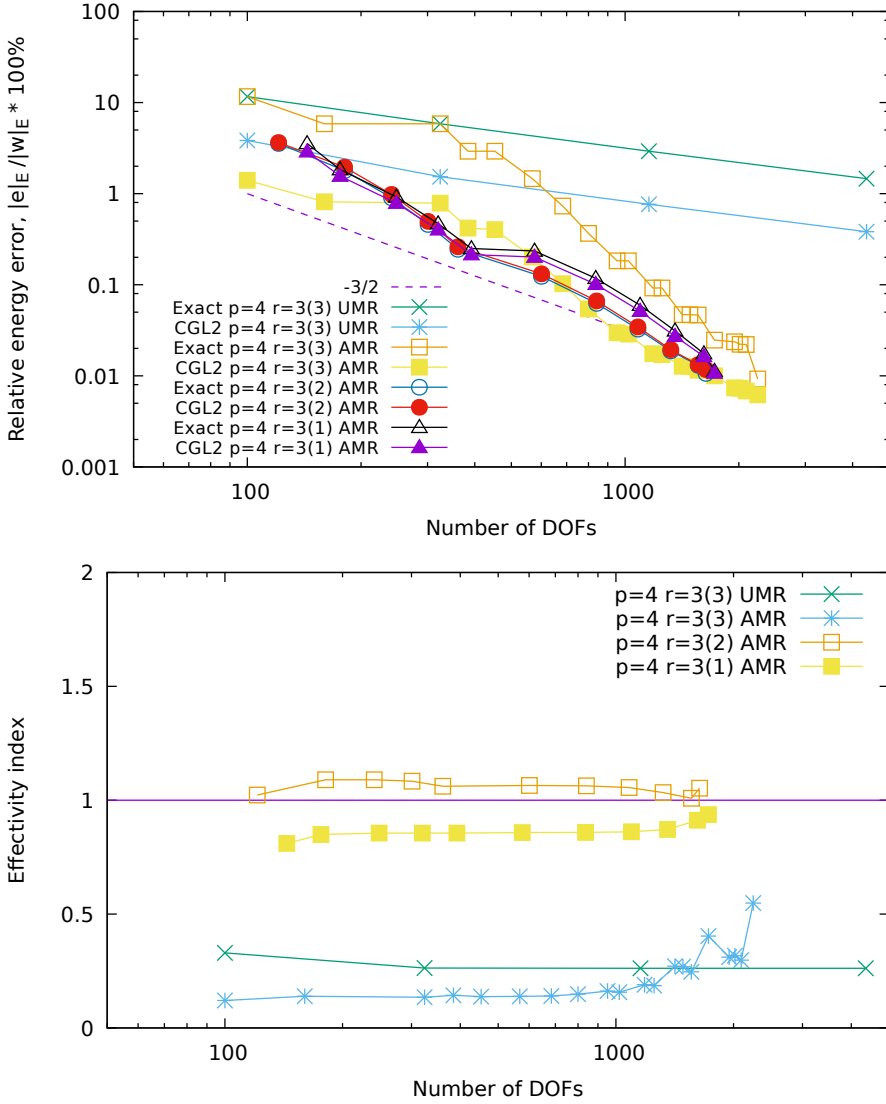 100
10
1
0.1
0.01
0.001
Relative energy error, |e|_E /|w|_E * 100%
-3/2
Exact p=4 r=3(3) UMR
CGL2 p=4 r=3(3) UMR
Exact p=4 r=3(3) AMR
CGL2 p=4 r=3(3) AMR
Exact p=4 r=3(2) AMR
CGL2 p=4 r=3(2) AMR
Exact p=4 r=3(1) AMR
CGL2 p=4 r=3(1) AMR
100 1000
Number of DOFs
2
1.5
1
0.5
0
Effectivity index
p=4 r=3(3) UMR
p=4 r=3(3) AMR
p=4 r=3(2) AMR
p=4 r=3(1) AMR
100 1000
Number of DOFs